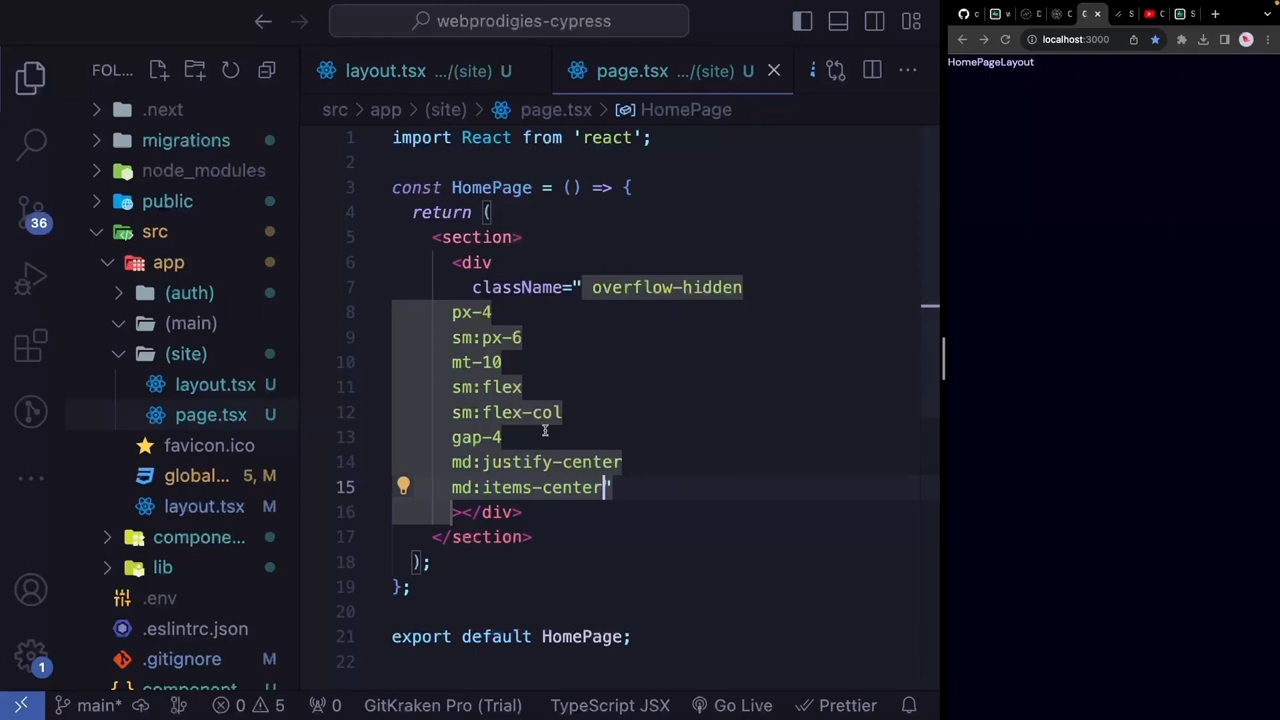 webprodigies-cypress
localhost:3000
HomePageLayout
FOL...
.next
migrations
node_modules
public
src
app
(auth)
(main)
(site)
layout.tsx U
page.tsx U
favicon.ico
global... 5, M
layout.tsx
compone...
lib
.env
.eslintrc.json
.gitignore M
component
36
1
layout.tsx .../(site) U
page.tsx .../(site) U
src > app > (site) > page.tsx > HomePage
1 import React from 'react';
2
3 const HomePage = () => {
4 return (
5 <section>
6 <div
7 className=" overflow-hidden
8 px-4
9 sm:px-6
10 mt-10
11 sm:flex
12 sm:flex-col
13 gap-4
14 md:justify-center
15 md:items-center"
16 ></div>
17 </section>
18 );
19 };
20
21 export default HomePage;
22
main* 0 5 0 GitKraken Pro (Trial) TypeScript JSX Go Live Prettier